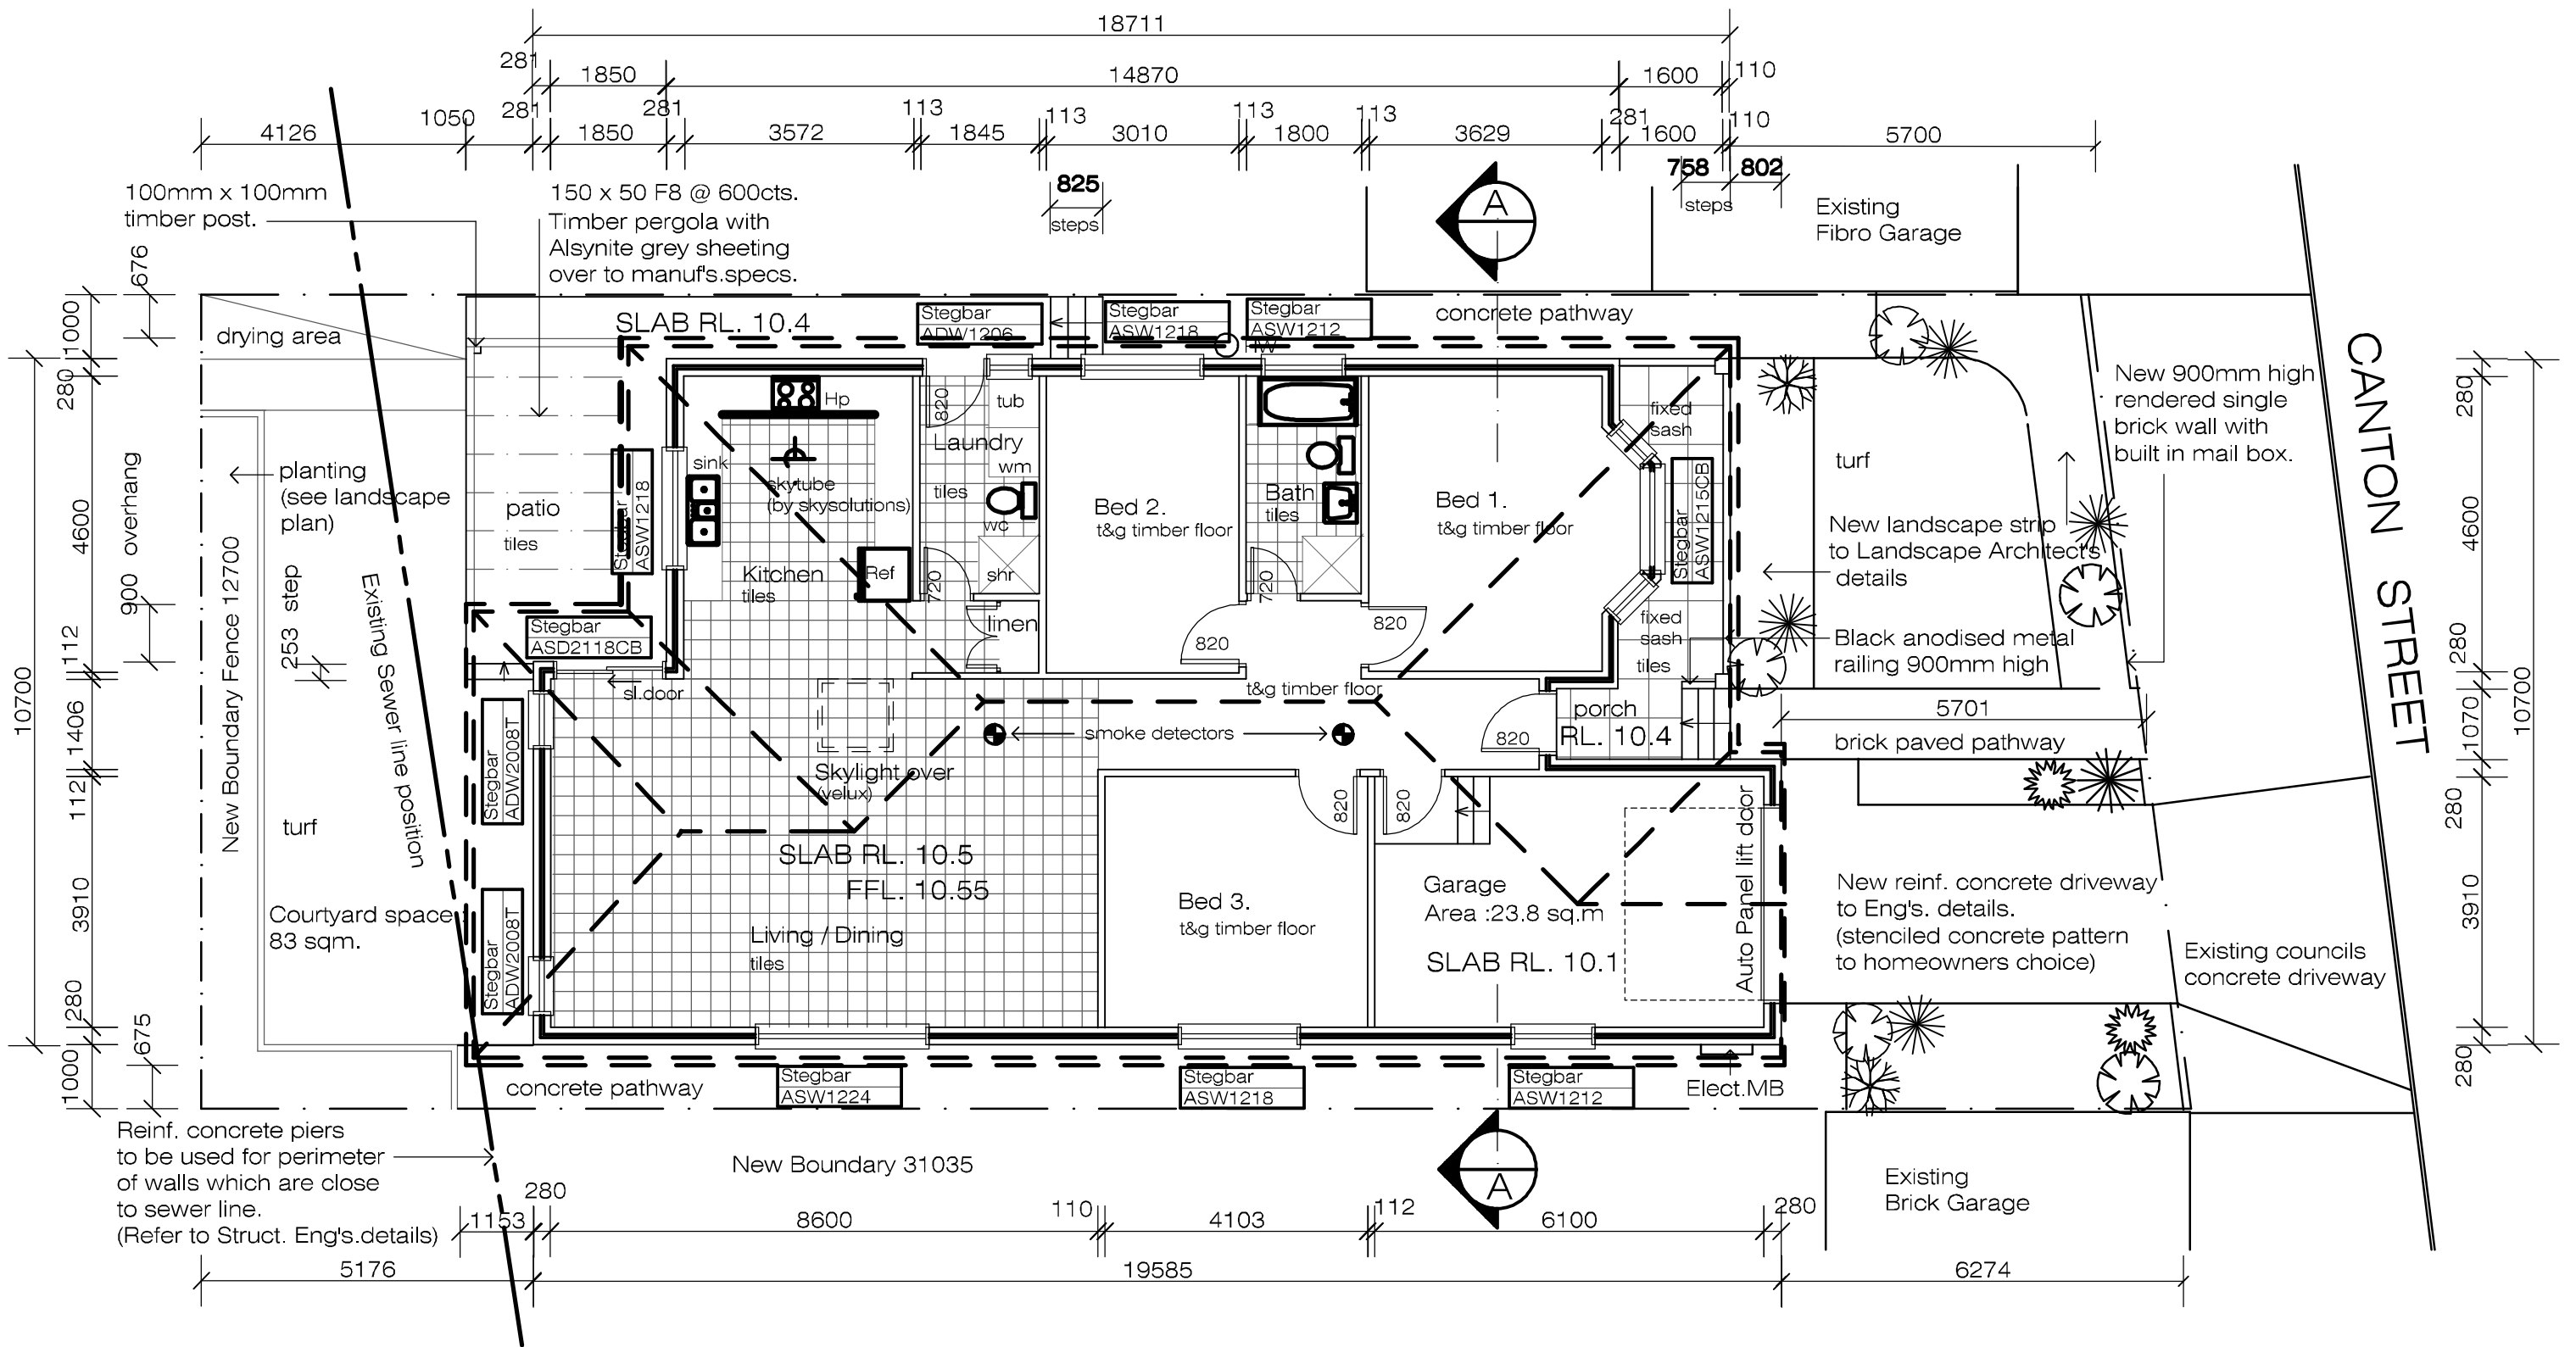 18711
281
1850
14870
1600
110
4126
1050
281
1850
281
3572
113
1845
113
3010
113
1800
113
3629
281
1600
110
5700
825
steps
758
802
steps
100mm x 100mm
timber post.
150 x 50 F8 @ 600cts.
Timber pergola with
Alsynite grey sheeting
over to manuf's.specs.
A
Existing
Fibro Garage
676
1000
280
4600
900 overhang
253 step
112
1406
112
3910
280
1000
675
10700
drying area
SLAB RL. 10.4
Stegbar
ADW1206
Stegbar
ASW1218
Stegbar
ASW1212
HW
concrete pathway
planting
(see landscape
plan)
New Boundary Fence 12700
Existing Sewer line position
patio
tiles
Stegbar
ASW1218
Stegbar
ASD2118CB
sl.door
sink
Hp
skytube
(by skysolutions)
Kitchen
tiles
Ref
820
Laundry
tiles
tub
wm
wc
shr
720
linen
Bed 2.
t&g timber floor
820
Bath
tiles
720
Bed 1.
t&g timber floor
820
fixed
sash
Stegbar
ASW1215CB
fixed
sash
tiles
turf
New 900mm high
rendered single
brick wall with
built in mail box.
New landscape strip
to Landscape Architect's
details
Black anodised metal
railing 900mm high
CANTON STREET
280
4600
280
1070
280
3910
280
10700
t&g timber floor
smoke detectors
820
porch
RL. 10.4
5701
brick paved pathway
Stegbar
ADW2008T
Stegbar
ADW2008T
Skylight over
(velux)
SLAB RL. 10.5
FFL. 10.55
Living / Dining
tiles
820
820
Bed 3.
t&g timber floor
Garage
Area :23.8 sq.m
SLAB RL. 10.1
Auto Panel lift door
turf
Courtyard space
83 sqm.
New reinf. concrete driveway
to Eng's. details.
(stenciled concrete pattern
to homeowners choice)
Existing councils
concrete driveway
concrete pathway
Stegbar
ASW1224
Stegbar
ASW1218
Stegbar
ASW1212
Elect.MB
Reinf. concrete piers
to be used for perimeter
of walls which are close
to sewer line.
(Refer to Struct. Eng's.details)
New Boundary 31035
A
Existing
Brick Garage
1153
280
8600
110
4103
112
6100
280
5176
19585
6274